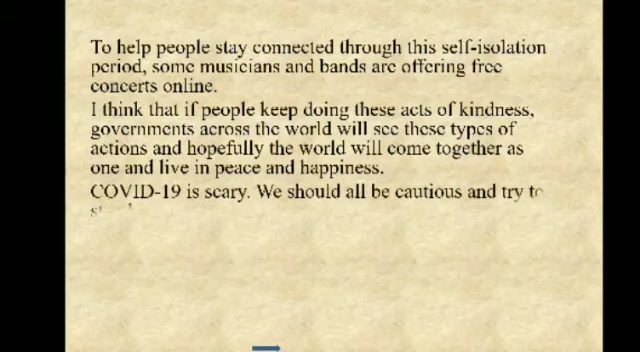 To help people stay connected through this self-isolation
period, some musicians and bands are offering free
concerts online.
I think that if people keep doing these acts of kindness,
governments across the world will see these types of
actions and hopefully the world will come together as
one and live in peace and happiness.
COVID-19 is scary. We should all be cautious and try to